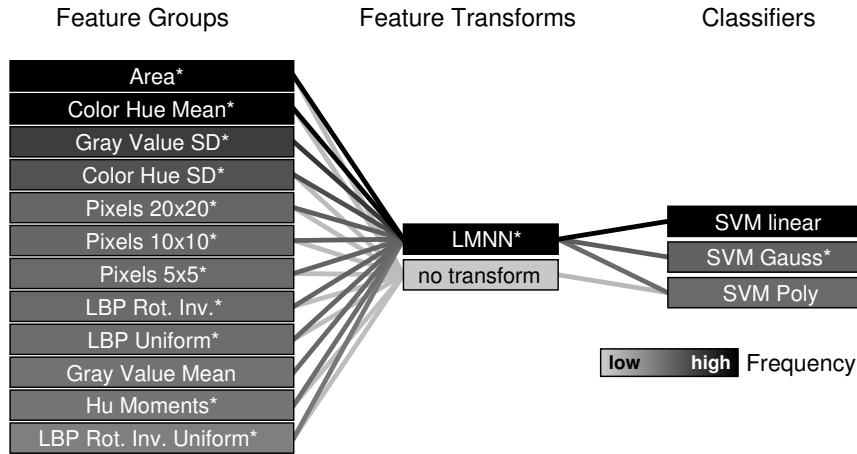 Feature Groups
Feature Transforms
Classifiers
Area*
Color Hue Mean*
Gray Value SD*
Color Hue SD*
Pixels 20x20*
Pixels 10x10*
Pixels 5x5*
LBP Rot. Inv.*
LBP Uniform*
Gray Value Mean
Hu Moments*
LBP Rot. Inv. Uniform*
LMNN*
no transform
SVM linear
SVM Gauss*
SVM Poly
low high Frequency